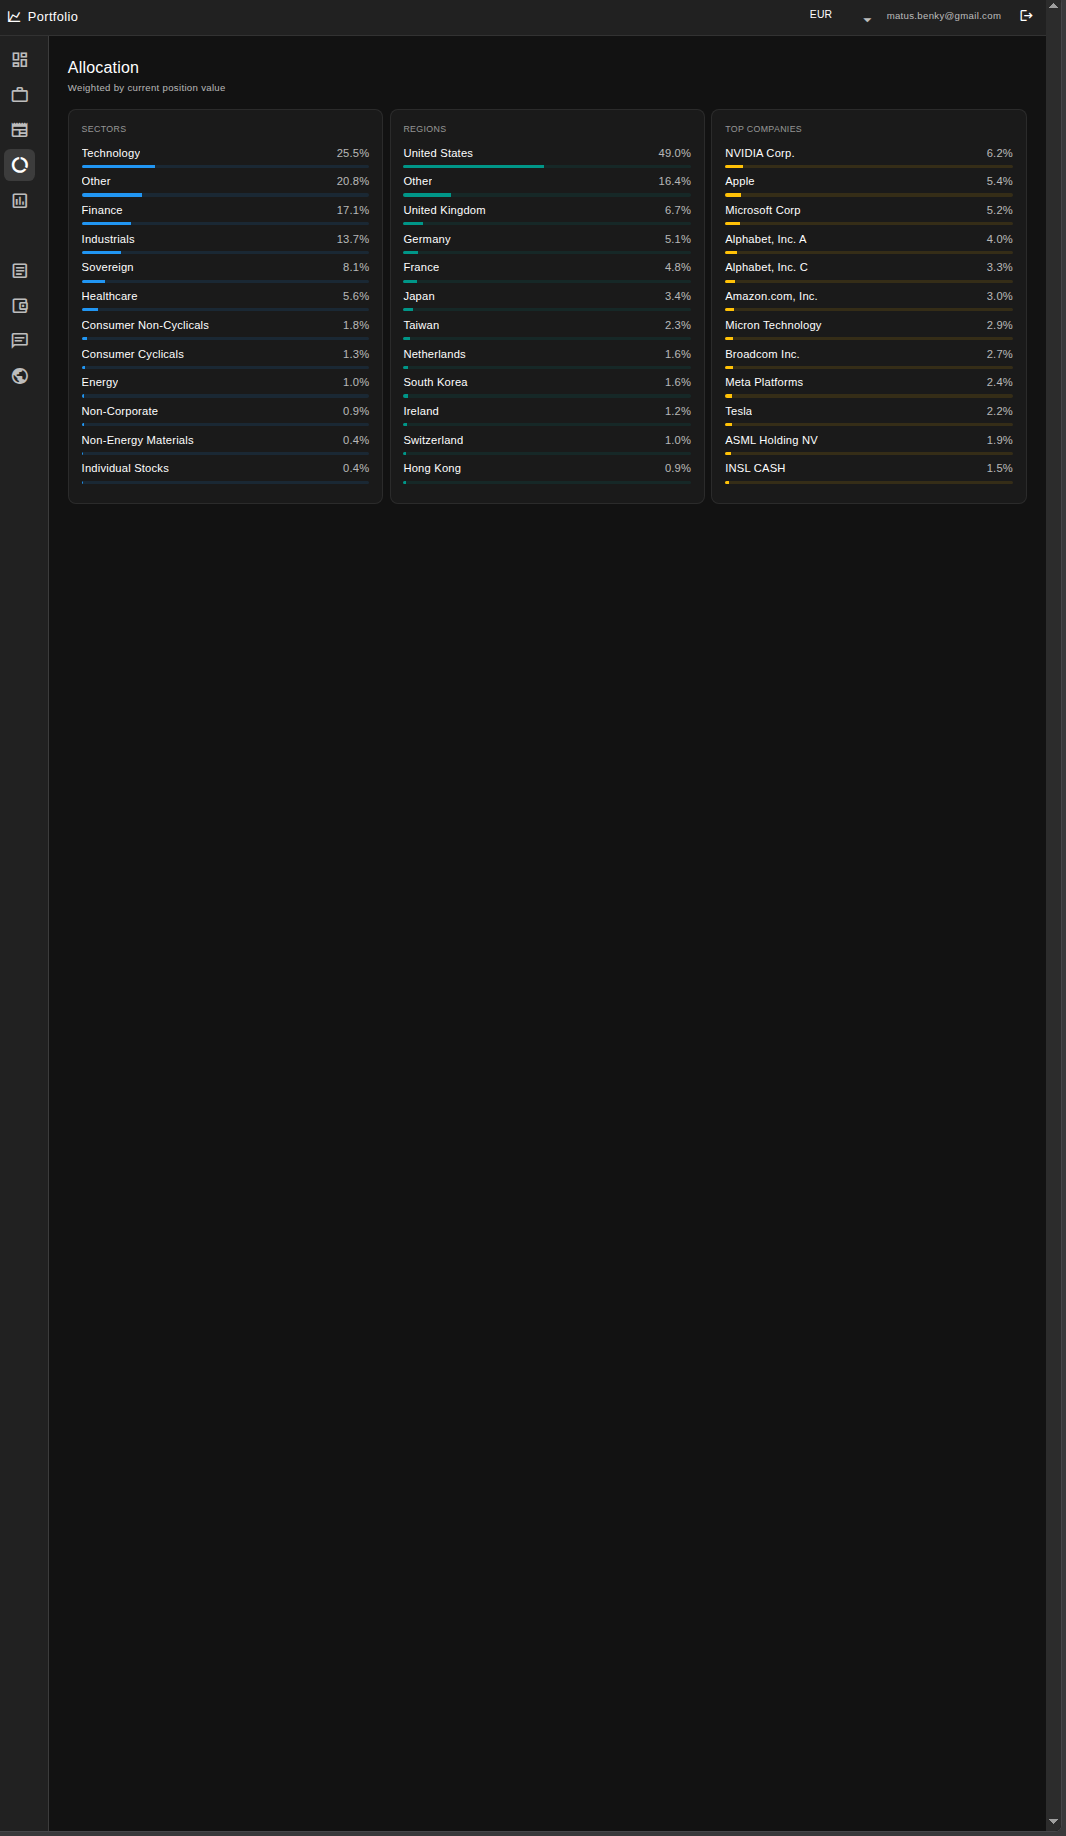 Portfolio
EUR
matus.benky@gmail.com
Allocation
Weighted by current position value
SECTORS
Technology 25.5%
Other 20.8%
Finance 17.1%
Industrials 13.7%
Sovereign 8.1%
Healthcare 5.6%
Consumer Non-Cyclicals 1.8%
Consumer Cyclicals 1.3%
Energy 1.0%
Non-Corporate 0.9%
Non-Energy Materials 0.4%
Individual Stocks 0.4%
REGIONS
United States 49.0%
Other 16.4%
United Kingdom 6.7%
Germany 5.1%
France 4.8%
Japan 3.4%
Taiwan 2.3%
Netherlands 1.6%
South Korea 1.6%
Ireland 1.2%
Switzerland 1.0%
Hong Kong 0.9%
TOP COMPANIES
NVIDIA Corp. 6.2%
Apple 5.4%
Microsoft Corp 5.2%
Alphabet, Inc. A 4.0%
Alphabet, Inc. C 3.3%
Amazon.com, Inc. 3.0%
Micron Technology 2.9%
Broadcom Inc. 2.7%
Meta Platforms 2.4%
Tesla 2.2%
ASML Holding NV 1.9%
INSL CASH 1.5%